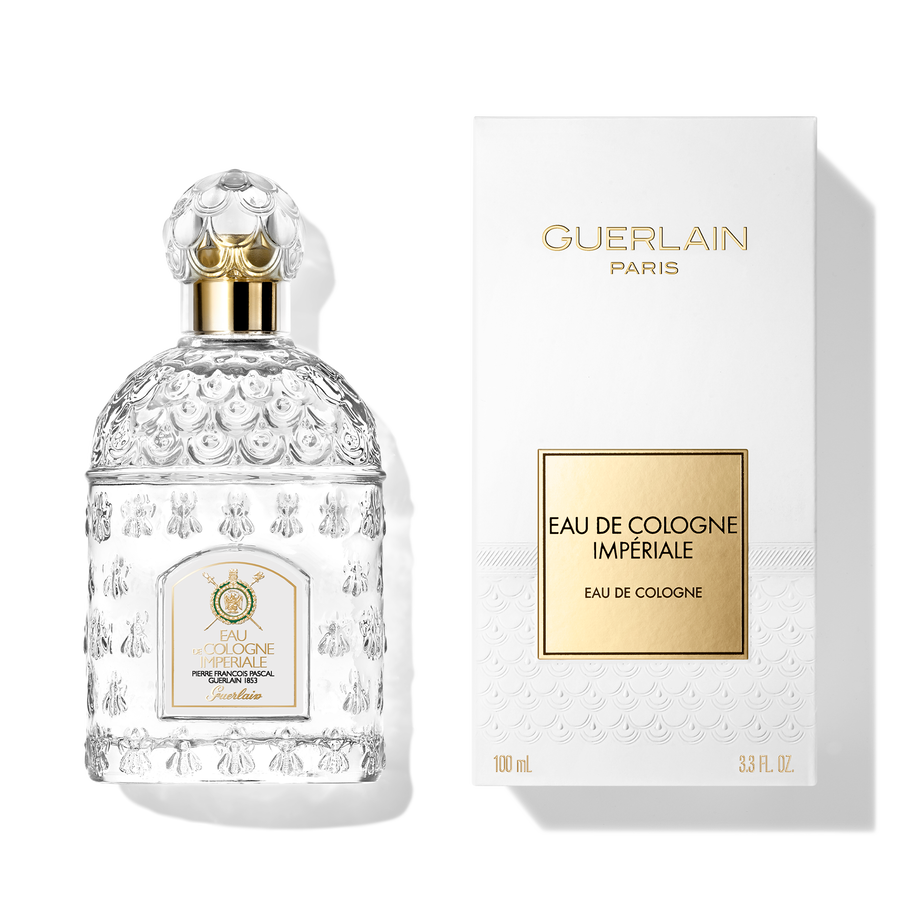 EAU
DE COLOGNE
IMPERIALE
PIERRE FRANCOIS PASCAL
GUERLAIN 1853
Guerlain
GUERLAIN
PARIS
EAU DE COLOGNE
IMPÉRIALE
EAU DE COLOGNE
100 mL
3.3 FL. OZ.